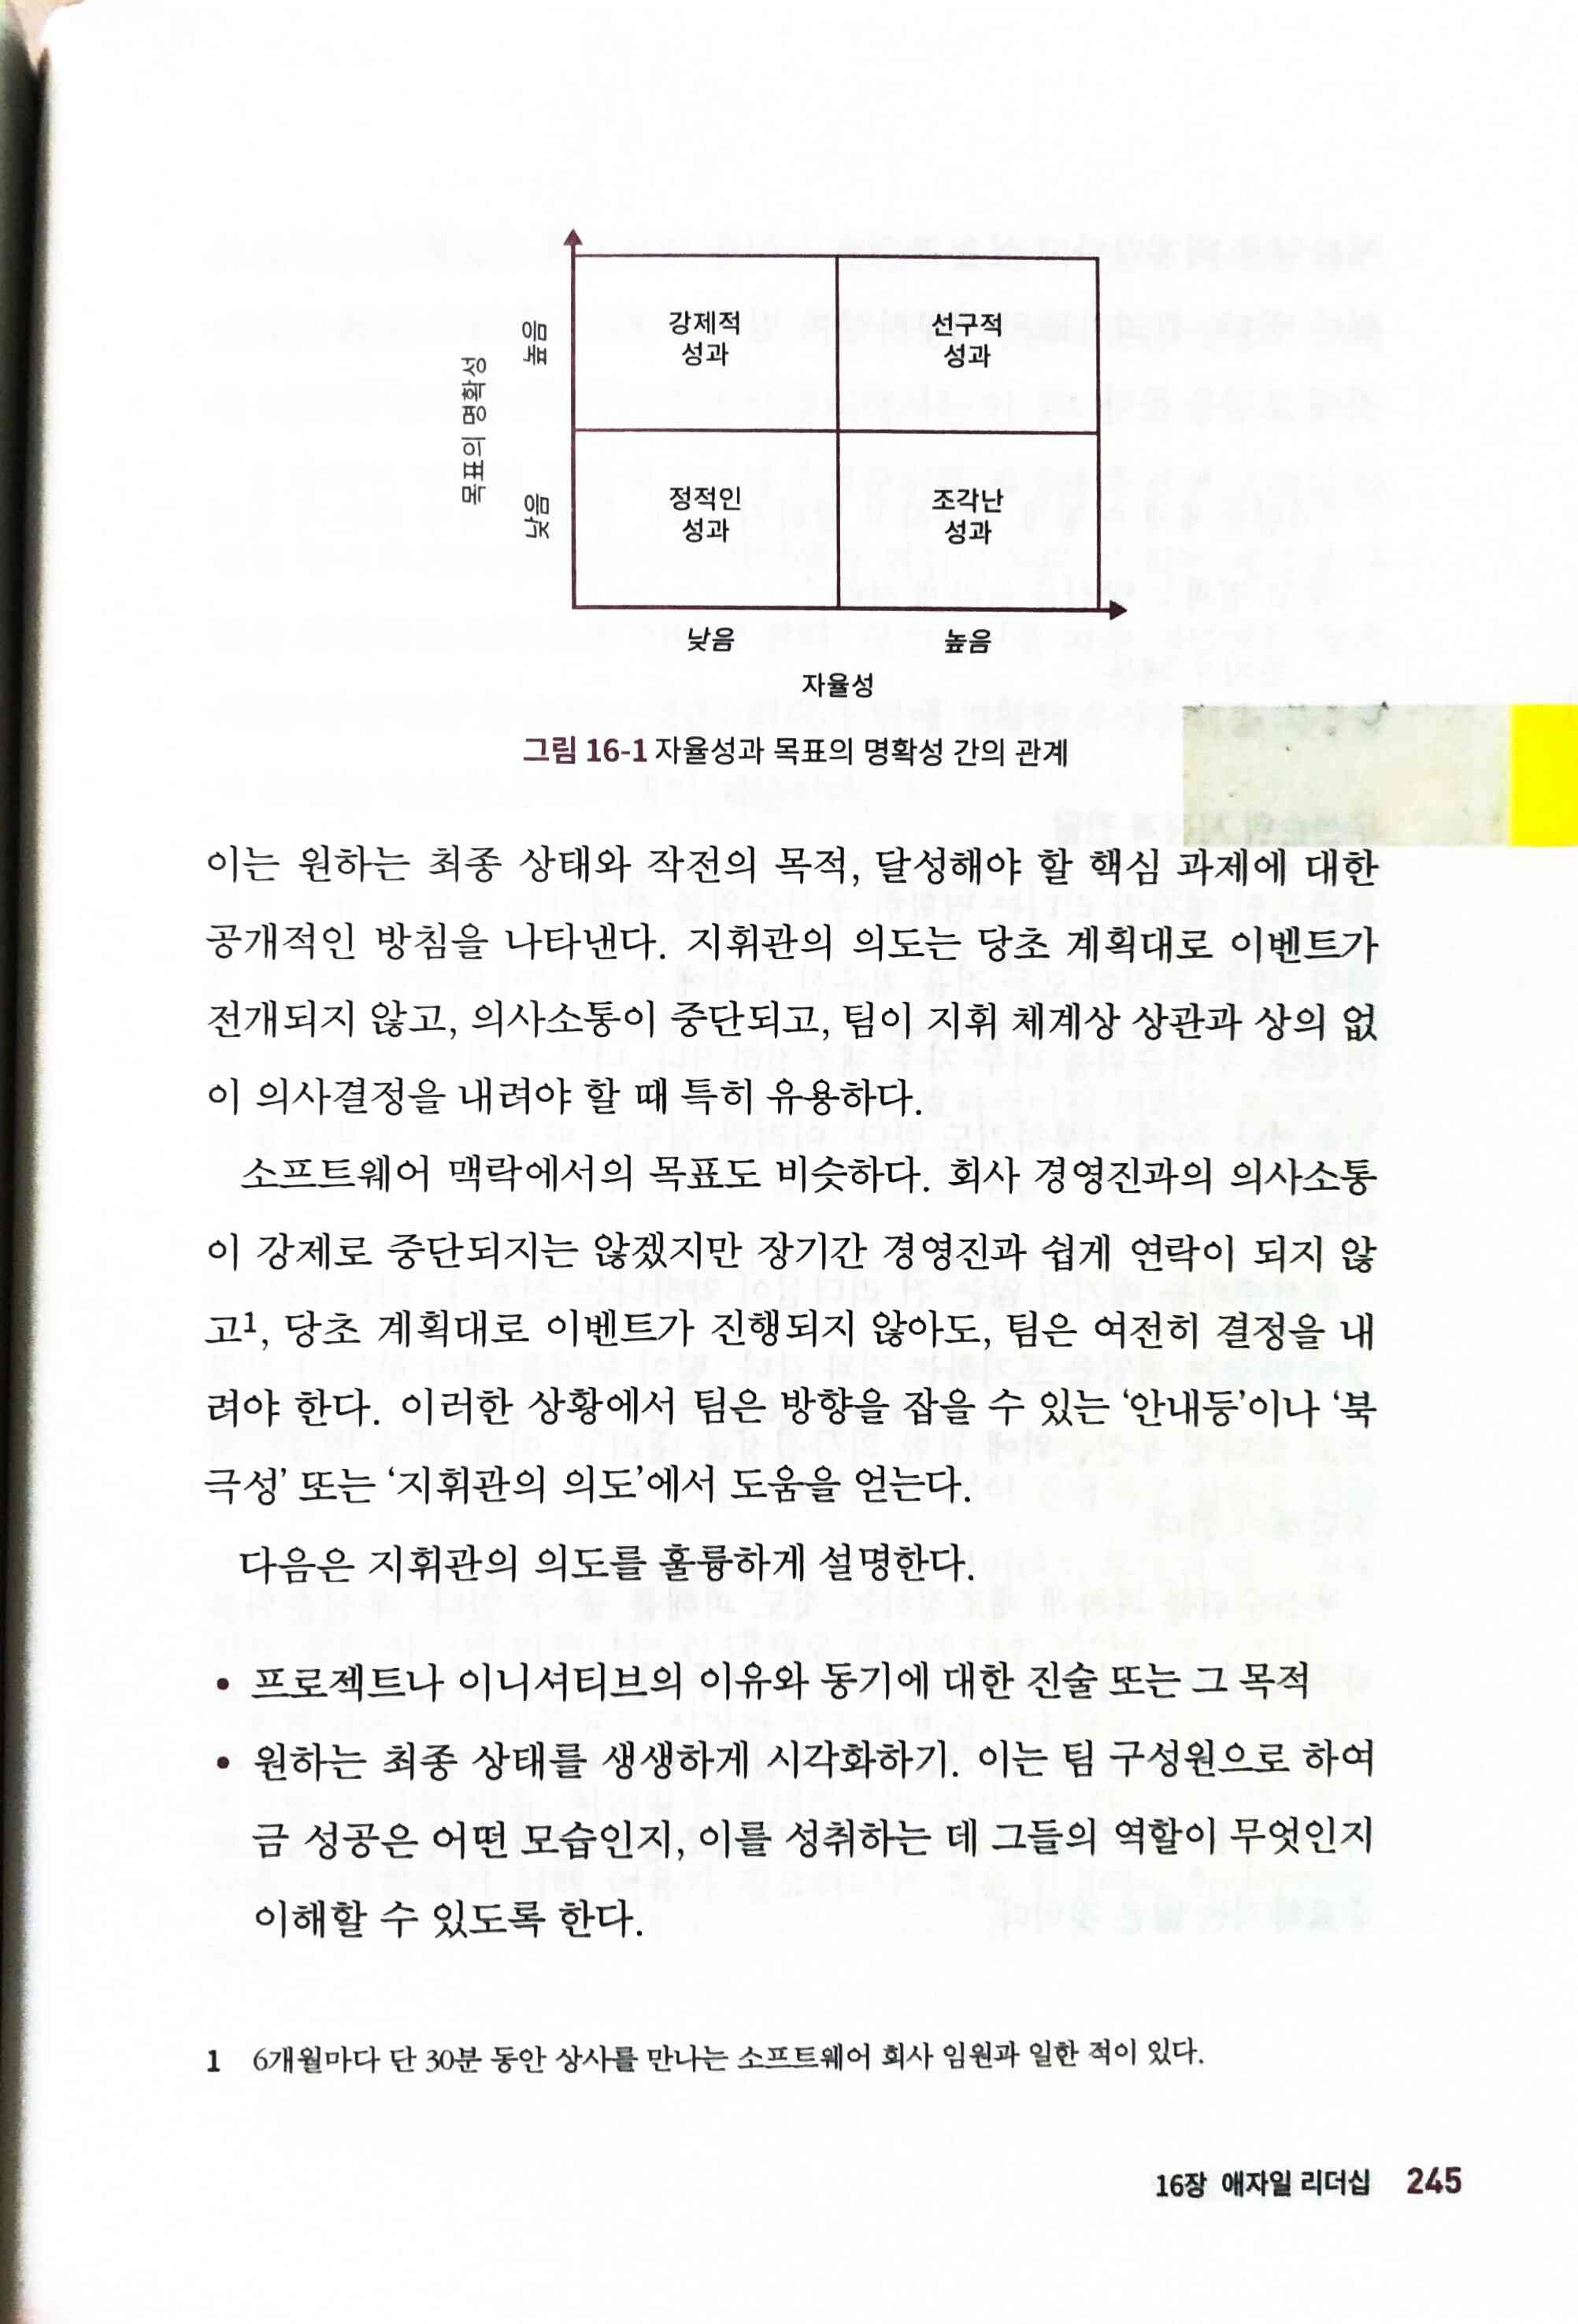 높음
강제적
성과
선구적
성과
목표의 명확성
낮음
정적인
성과
조각난
성과
낮음
높음
자율성
그림 16-1 자율성과 목표의 명확성 간의 관계
이는 원하는 최종 상태와 작전의 목적, 달성해야 할 핵심 과제에 대한
공개적인 방침을 나타낸다. 지휘관의 의도는 당초 계획대로 이벤트가
전개되지 않고, 의사소통이 중단되고, 팀이 지휘 체계상 상관과 상의 없
이 의사결정을 내려야 할 때 특히 유용하다.
소프트웨어 맥락에서의 목표도 비슷하다. 회사 경영진과의 의사소통
이 강제로 중단되지는 않겠지만 장기간 경영진과 쉽게 연락이 되지 않
고1, 당초 계획대로 이벤트가 진행되지 않아도, 팀은 여전히 결정을 내
려야 한다. 이러한 상황에서 팀은 방향을 잡을 수 있는 ‘안내등’이나 ‘북
극성’ 또는 ‘지휘관의 의도’에서 도움을 얻는다.
다음은 지휘관의 의도를 훌륭하게 설명한다.
• 프로젝트나 이니셔티브의 이유와 동기에 대한 진술 또는 그 목적
• 원하는 최종 상태를 생생하게 시각화하기. 이는 팀 구성원으로 하여
금 성공은 어떤 모습인지, 이를 성취하는 데 그들의 역할이 무엇인지
이해할 수 있도록 한다.
1 6개월마다 단 30분 동안 상사를 만나는 소프트웨어 회사 임원과 일한 적이 있다.
16장 애자일 리더십 245